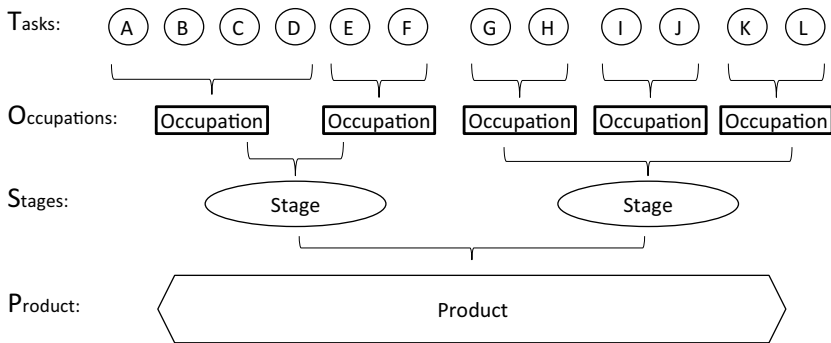 Tasks: A B C D E F G H I J K L
Occupations: Occupation Occupation Occupation Occupation Occupation
Stages: Stage Stage
Product: Product